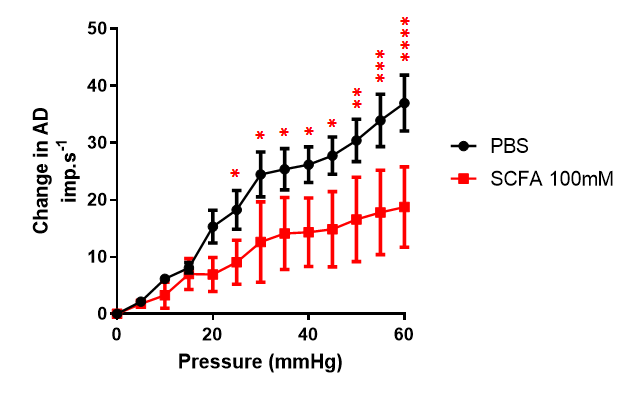 ****
***
**
* * * * *
50
40
30
20
10
0
0 20 40 60
Change in AD
imp.s-1
Pressure (mmHg)
PBS
SCFA 100mM